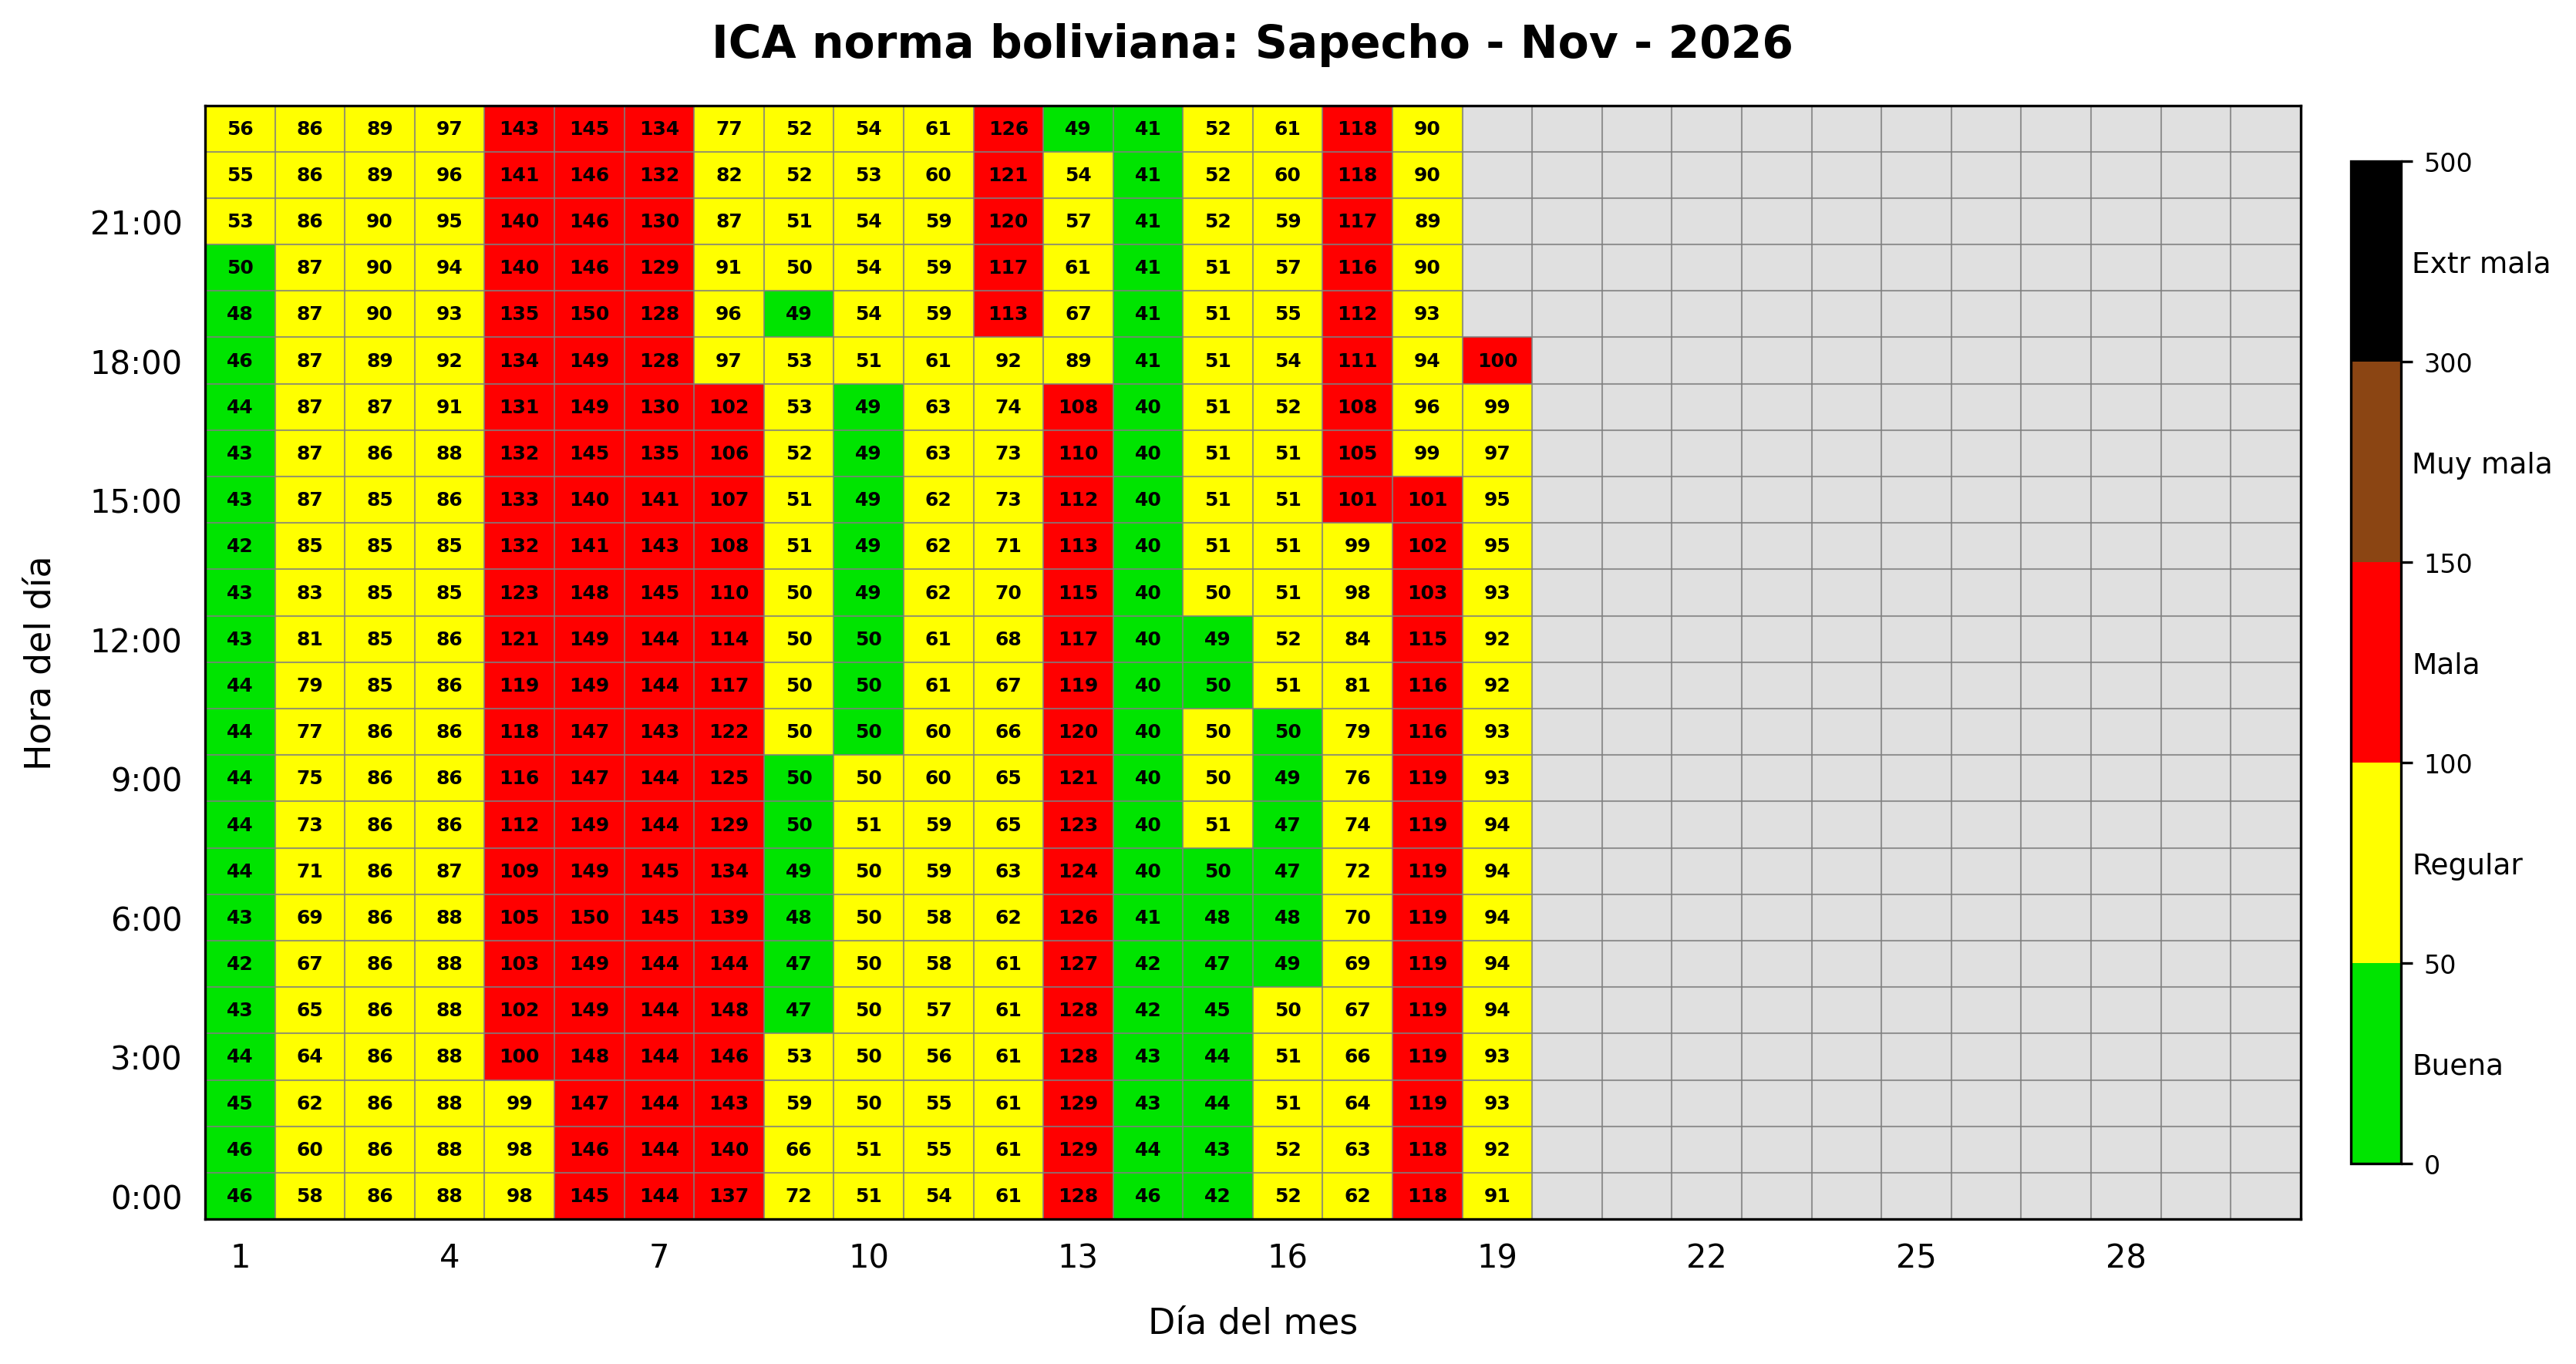 ICA norma boliviana: Sapecho - Nov - 2026
56 86 89 97 143 145 134 77 52 54 61 126 49 41 52 61 118 90
55 86 89 96 141 146 132 82 52 53 60 121 54 41 52 60 118 90
21:00 53 86 90 95 140 146 130 87 51 54 59 120 57 41 52 59 117 89
50 87 90 94 140 146 129 91 50 54 59 117 61 41 51 57 116 90
48 87 90 93 135 150 128 96 49 54 59 113 67 41 51 55 112 93
18:00 46 87 89 92 134 149 128 97 53 51 61 92 89 41 51 54 111 94 100
44 87 87 91 131 149 130 102 53 49 63 74 108 40 51 52 108 96 99
43 87 86 88 132 145 135 106 52 49 63 73 110 40 51 51 105 99 97
15:00 43 87 85 86 133 140 141 107 51 49 62 73 112 40 51 51 101 101 95
42 85 85 85 132 141 143 108 51 49 62 71 113 40 51 51 99 102 95
43 83 85 85 123 148 145 110 50 49 62 70 115 40 50 51 98 103 93
12:00 43 81 85 86 121 149 144 114 50 50 61 68 117 40 49 52 84 115 92
44 79 85 86 119 149 144 117 50 50 61 67 119 40 50 51 81 116 92
44 77 86 86 118 147 143 122 50 50 60 66 120 40 50 50 79 116 93
9:00 44 75 86 86 116 147 144 125 50 50 60 65 121 40 50 49 76 119 93
44 73 86 86 112 149 144 129 50 51 59 65 123 40 51 47 74 119 94
44 71 86 87 109 149 145 134 49 50 59 63 124 40 50 47 72 119 94
6:00 43 69 86 88 105 150 145 139 48 50 58 62 126 41 48 48 70 119 94
42 67 86 88 103 149 144 144 47 50 58 61 127 42 47 49 69 119 94
43 65 86 88 102 149 144 148 47 50 57 61 128 42 45 50 67 119 94
3:00 44 64 86 88 100 148 144 146 53 50 56 61 128 43 44 51 66 119 93
45 62 86 88 99 147 144 143 59 50 55 61 129 43 44 51 64 119 93
46 60 86 88 98 146 144 140 66 51 55 61 129 44 43 52 63 118 92
0:00 46 58 86 88 98 145 144 137 72 51 54 61 128 46 42 52 62 118 91
1 4 7 10 13 16 19 22 25 28
Día del mes
Hora del día
500
Extr mala
300
Muy mala
150
Mala
100
Regular
50
Buena
0